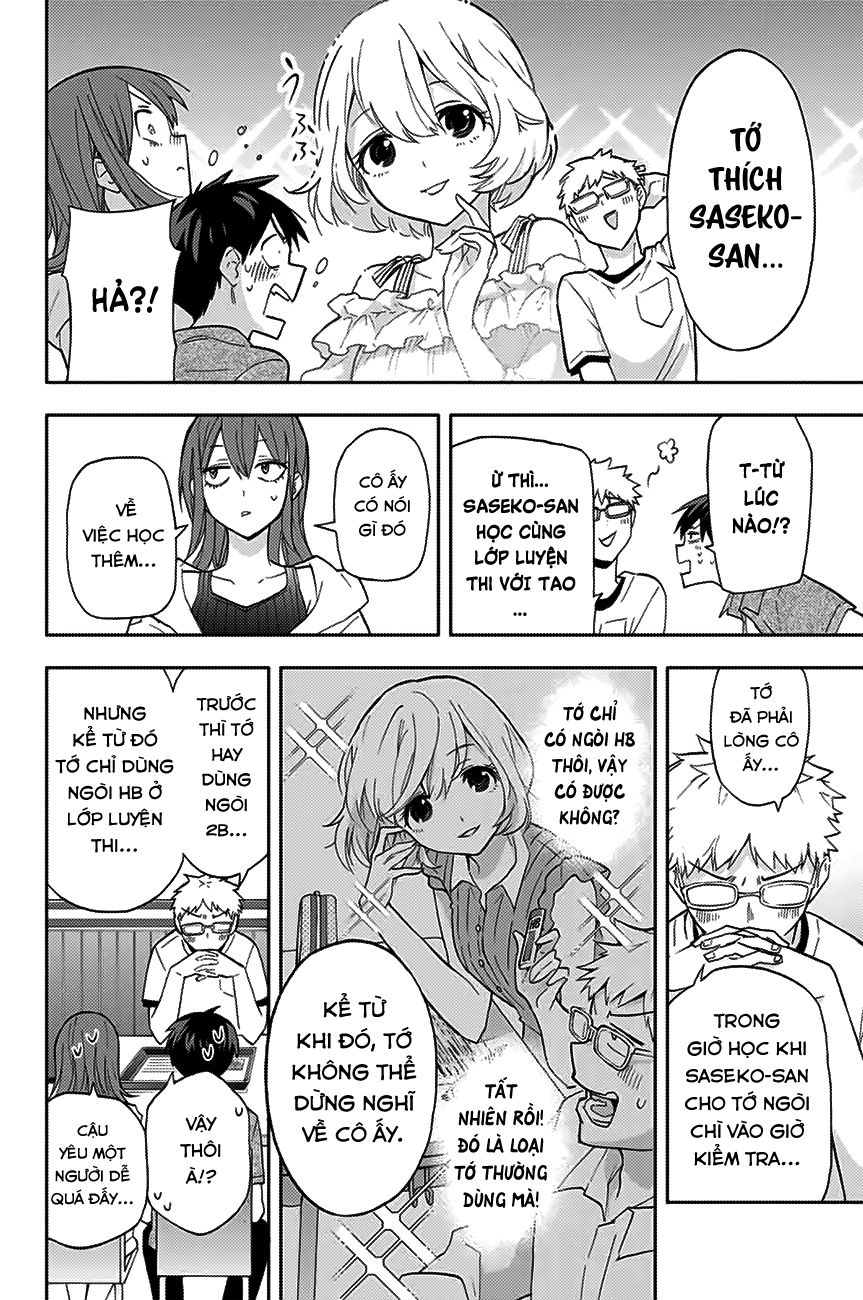 TỚ
THÍCH
SASEKO-
SAN...
うふふ
HẢ?!
T-TỪ
LÚC
NÀO!?
Ừ THÌ...
SASEKO-SAN
HỌC CÙNG
LỚP LUYỆN
THI VỚI TAO
...
CÔ ẤY
CÓ NÓI
GÌ ĐÓ
VỀ
VIỆC HỌC
THÊM...
TỚ
ĐÃ PHẢI
LÒNG CÔ
ẤY...
TRONG
GIỜ HỌC KHI
SASEKO-SAN
CHO TỚ NGÒI
CHÌ VÀO GIỜ
KIỂM TRA...
TỚ CHỈ
CÓ NGÒI HB
THÔI, VẬY
CÓ ĐƯỢC
KHÔNG?
HB
TẤT
NHIÊN RỒI!
ĐÓ LÀ LOẠI
TỚ THƯỜNG
DÙNG MÀ!
KỂ TỪ
KHI ĐÓ, TỚ
KHÔNG THỂ
DỪNG NGHĨ
VỀ CÔ ẤY.
TRƯỚC
THÌ TỚ
HAY
DÙNG
NGÒI
2B...
NHƯNG
KỂ TỪ ĐÓ
TỚ CHỈ DÙNG
NGÒI HB Ở
LỚP LUYỆN
THI...
VẬY
THÔI
À!?
CẬU
YÊU MỘT
NGƯỜI DỄ
QUÁ ĐẤY...